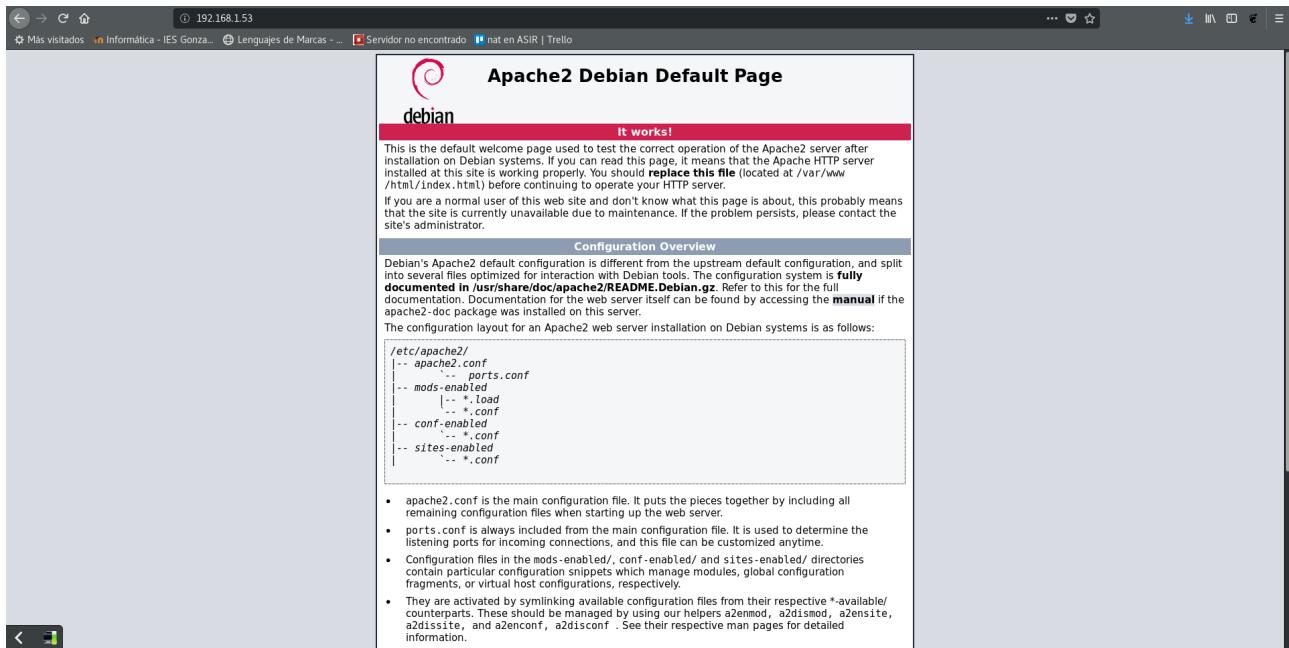 192.168.1.53
Más visitados Informática - IES Gonza... Lenguajes de Marcas - ... Servidor no encontrado nat en ASIR | Trello
Apache2 Debian Default Page
debian
It works!
This is the default welcome page used to test the correct operation of the Apache2 server after
installation on Debian systems. If you can read this page, it means that the Apache HTTP server
installed at this site is working properly. You should replace this file (located at /var/www
/html/index.html) before continuing to operate your HTTP server.
If you are a normal user of this web site and don't know what this page is about, this probably means
that the site is currently unavailable due to maintenance. If the problem persists, please contact the
site's administrator.
Configuration Overview
Debian's Apache2 default configuration is different from the upstream default configuration, and split
into several files optimized for interaction with Debian tools. The configuration system is fully
documented in /usr/share/doc/apache2/README.Debian.gz. Refer to this for the full
documentation. Documentation for the web server itself can be found by accessing the manual if the
apache2-doc package was installed on this server.
The configuration layout for an Apache2 web server installation on Debian systems is as follows:
/etc/apache2/
|-- apache2.conf
|       `--  ports.conf
|-- mods-enabled
|       |-- *.load
|       `-- *.conf
|-- conf-enabled
|       `-- *.conf
|-- sites-enabled
|       `-- *.conf
• apache2.conf is the main configuration file. It puts the pieces together by including all
remaining configuration files when starting up the web server.
• ports.conf is always included from the main configuration file. It is used to determine the
listening ports for incoming connections, and this file can be customized anytime.
• Configuration files in the mods-enabled/, conf-enabled/ and sites-enabled/ directories
contain particular configuration snippets which manage modules, global configuration
fragments, or virtual host configurations, respectively.
• They are activated by symlinking available configuration files from their respective *-available/
counterparts. These should be managed by using our helpers a2enmod, a2dismod, a2ensite,
a2dissite, and a2enconf, a2disconf . See their respective man pages for detailed
information.